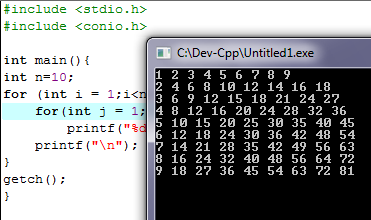 #include <stdio.h>
#include <conio.h>
int main(){
int n=10;
for (int i = 1;i<n
for(int j = 1;
printf("%d
printf("\n");
}
getch();
}
C:\Dev-Cpp\Untitled1.exe
1 2 3 4 5 6 7 8 9
2 4 6 8 10 12 14 16 18
3 6 9 12 15 18 21 24 27
4 8 12 16 20 24 28 32 36
5 10 15 20 25 30 35 40 45
6 12 18 24 30 36 42 48 54
7 14 21 28 35 42 49 56 63
8 16 24 32 40 48 56 64 72
9 18 27 36 45 54 63 72 81